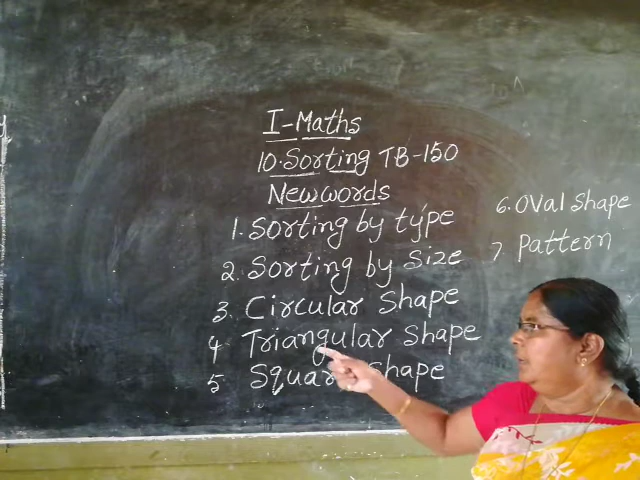 I-Maths
10. Sorting TB-150
New words
1. Sorting by type
2. Sorting by Size
3. Circular Shape
4 Triangular Shape
5 Square Shape
6. Oval Shape
7. Pattern